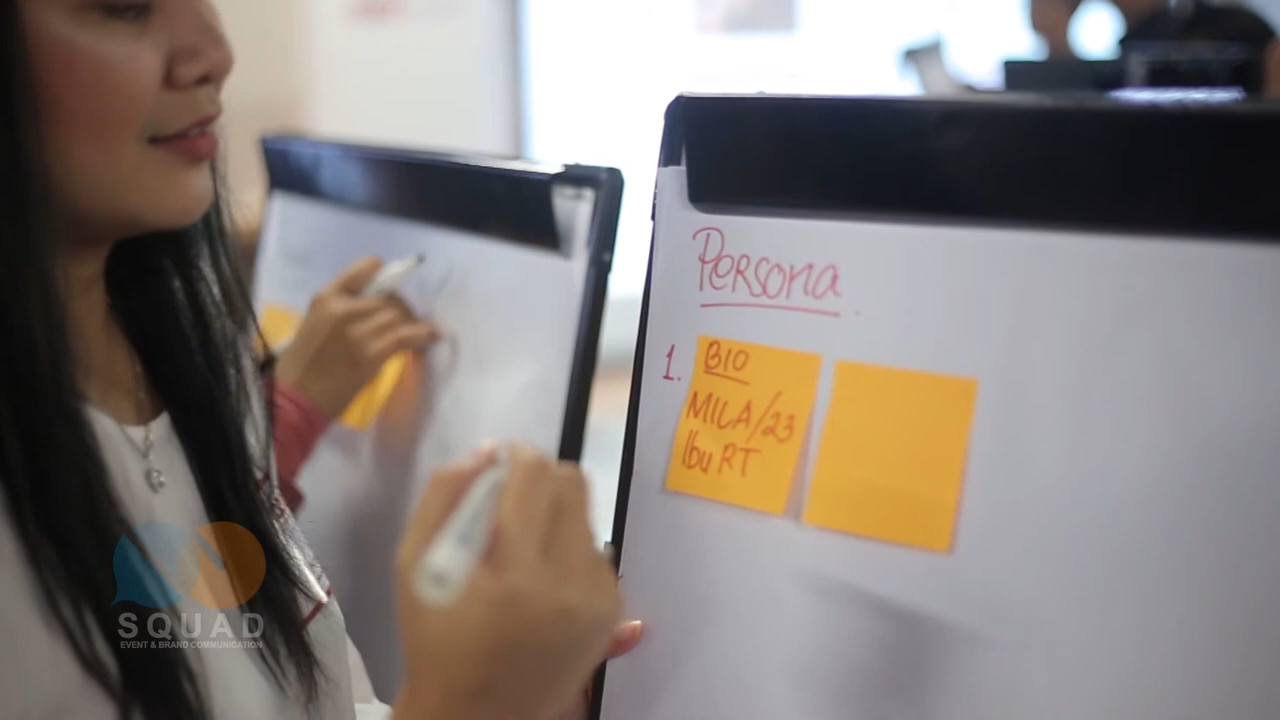 Persona
1.
BIO
MILA/23
Ibu RT
SQUAD
EVENT & BRAND COMMUNICATION